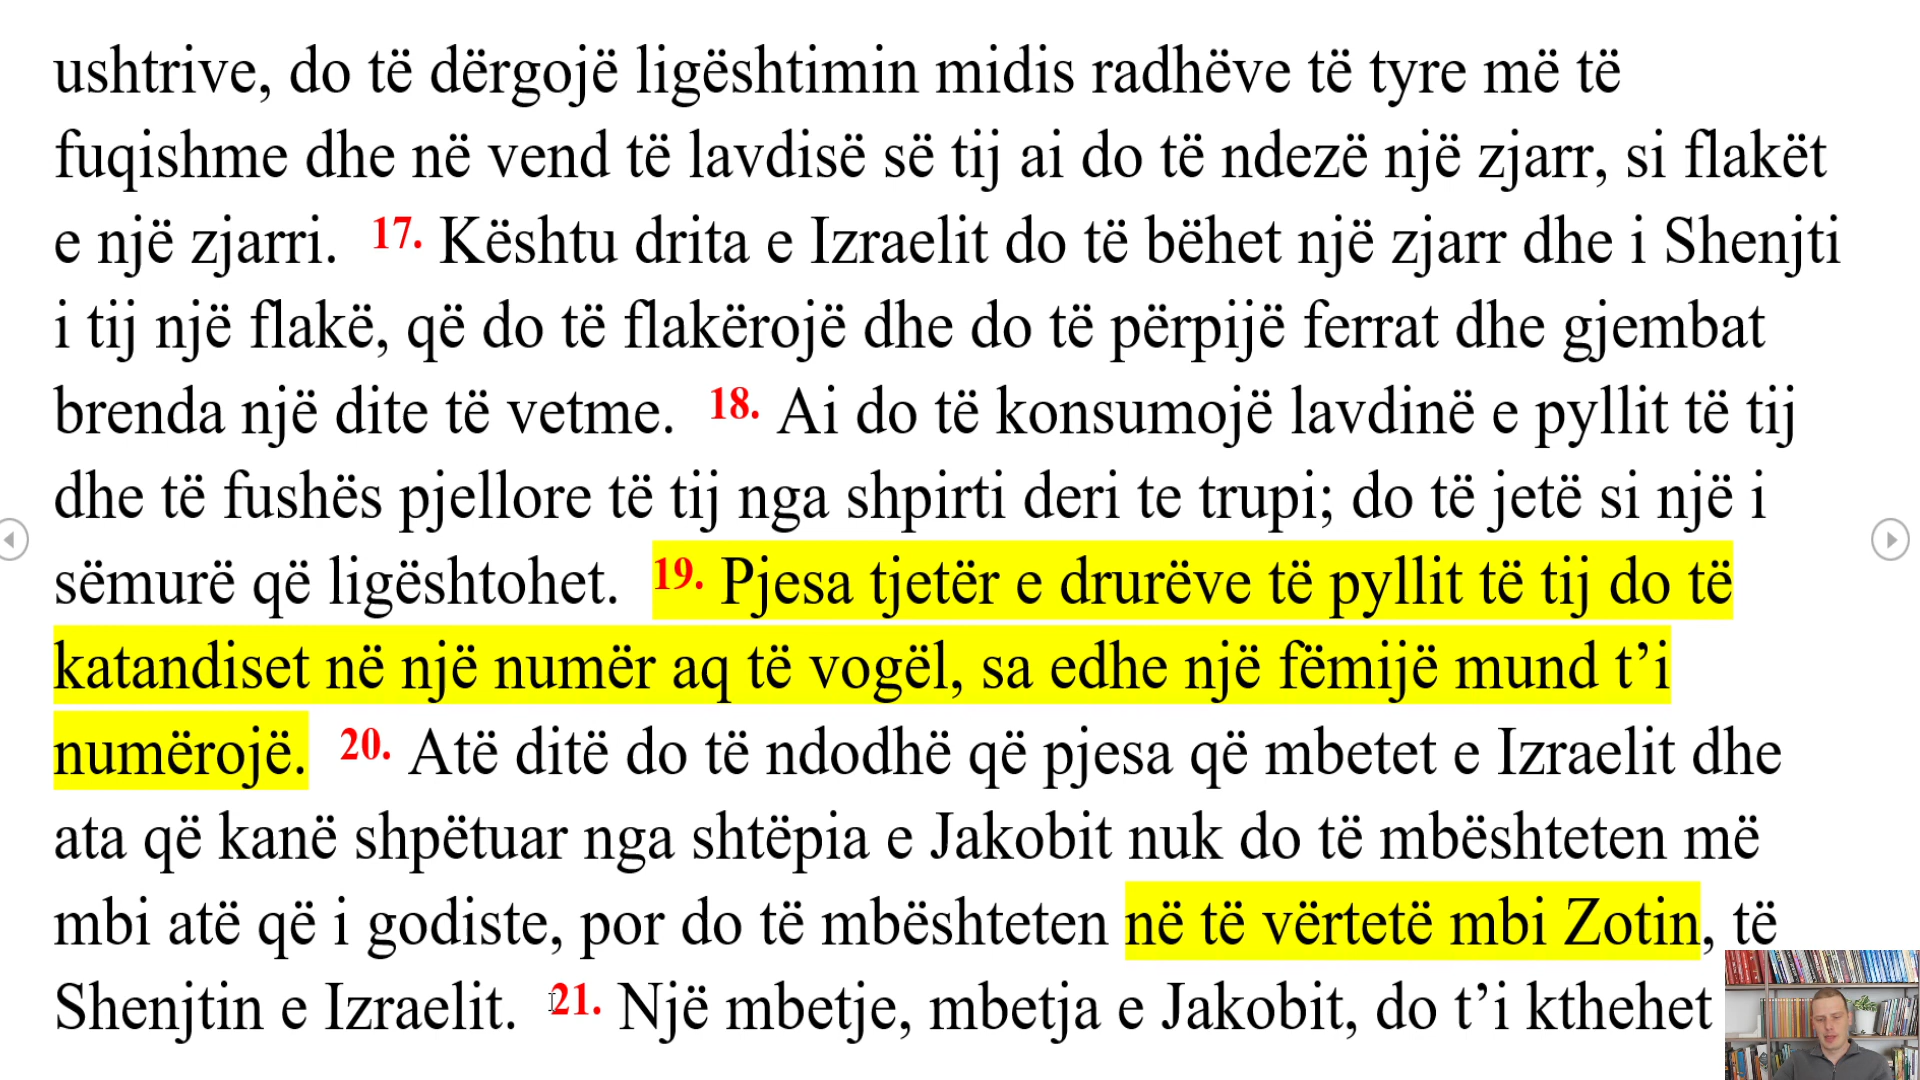 ushtrive, do të dërgojë ligështimin midis radhëve të tyre më të
fuqishme dhe në vend të lavdisë së tij ai do të ndezë një zjarr, si flakët
e një zjarri. 17. Kështu drita e Izraelit do të bëhet një zjarr dhe i Shenjti
i tij një flakë, që do të flakërojë dhe do të përpijë ferrat dhe gjembat
brenda një dite të vetme. 18. Ai do të konsumojë lavdinë e pyllit të tij
dhe të fushës pjellore të tij nga shpirti deri te trupi; do të jetë si një i
sëmurë që ligështohet. 19. Pjesa tjetër e drurëve të pyllit të tij do të
katandiset në një numër aq të vogël, sa edhe një fëmijë mund t’i
numërojë. 20. Atë ditë do të ndodhë që pjesa që mbetet e Izraelit dhe
ata që kanë shpëtuar nga shtëpia e Jakobit nuk do të mbështeten më
mbi atë që i godiste, por do të mbështeten në të vërtetë mbi Zotin, të
Shenjtin e Izraelit. 21. Një mbetje, mbetja e Jakobit, do t’i kthehet